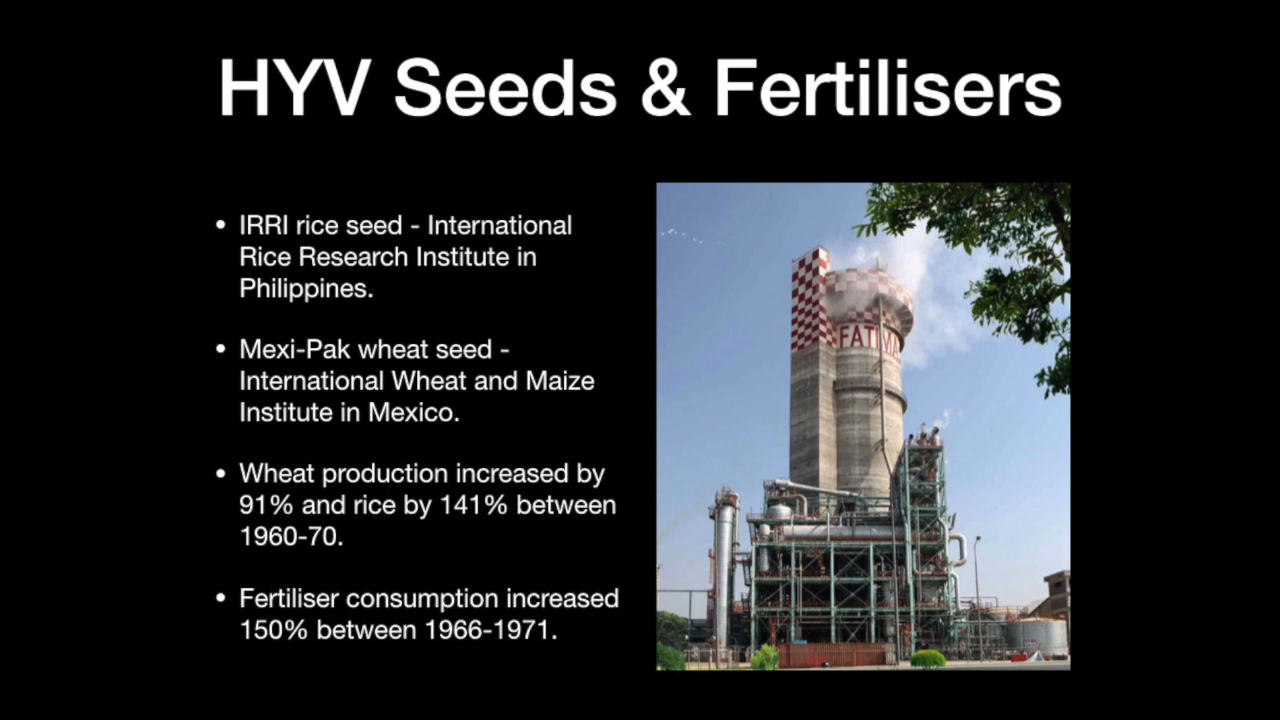 HYV Seeds & Fertilisers
• IRRI rice seed - International
Rice Research Institute in
Philippines.
• Mexi-Pak wheat seed -
International Wheat and Maize
Institute in Mexico.
• Wheat production increased by
91% and rice by 141% between
1960-70.
• Fertiliser consumption increased
150% between 1966-1971.
FATIMA